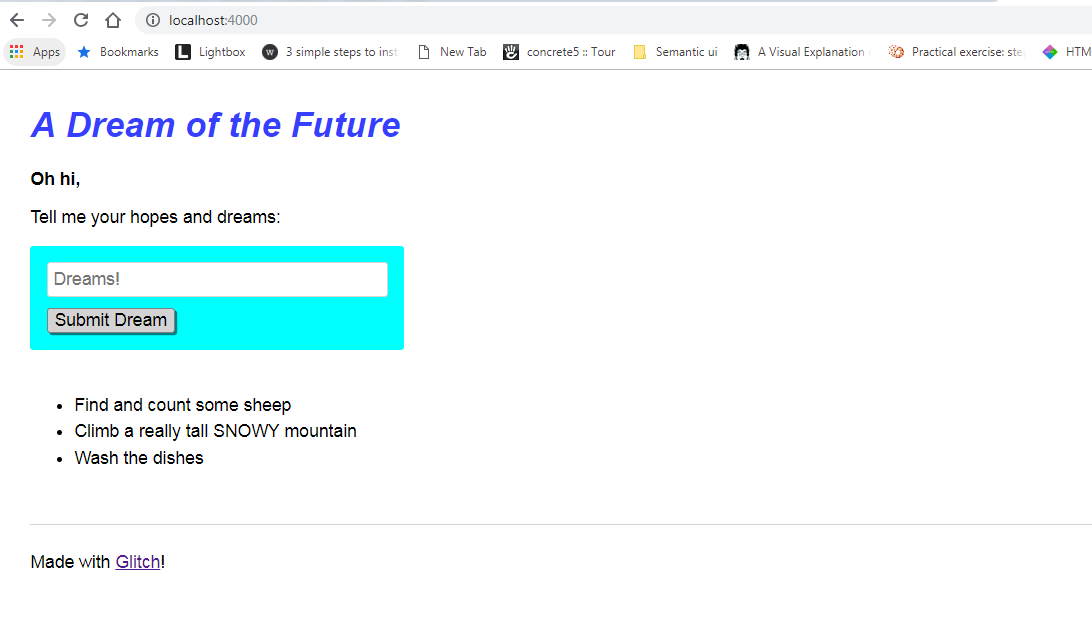 localhost:4000
Apps Bookmarks L Lightbox W 3 simple steps to inst New Tab concrete5 :: Tour Semantic ui A Visual Explanation Practical exercise: ste HTM
A Dream of the Future
Oh hi,
Tell me your hopes and dreams:
Dreams!
Submit Dream
• Find and count some sheep
• Climb a really tall SNOWY mountain
• Wash the dishes
Made with Glitch!